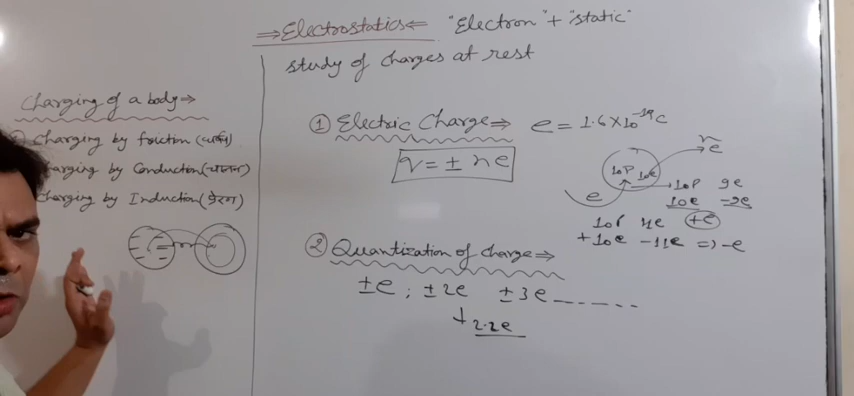 ⇒Electrostatics⇐ "Electron" + "static"
study of charges at rest
Charging of a body⇒
Charging by friction (घर्षण)
Charging by Conduction (चालन)
Charging by Induction (प्रेरण)
① Electric Charge⇒ e = 1.6×10⁻¹⁹C
q = ± ne
10P 10e
e
10P 9e
10e -9e
+e
10P 11e
+10e -11e ⇒ -e
② Quantization of charge⇒
±e ; ±2e ±3e ------
+2.2e